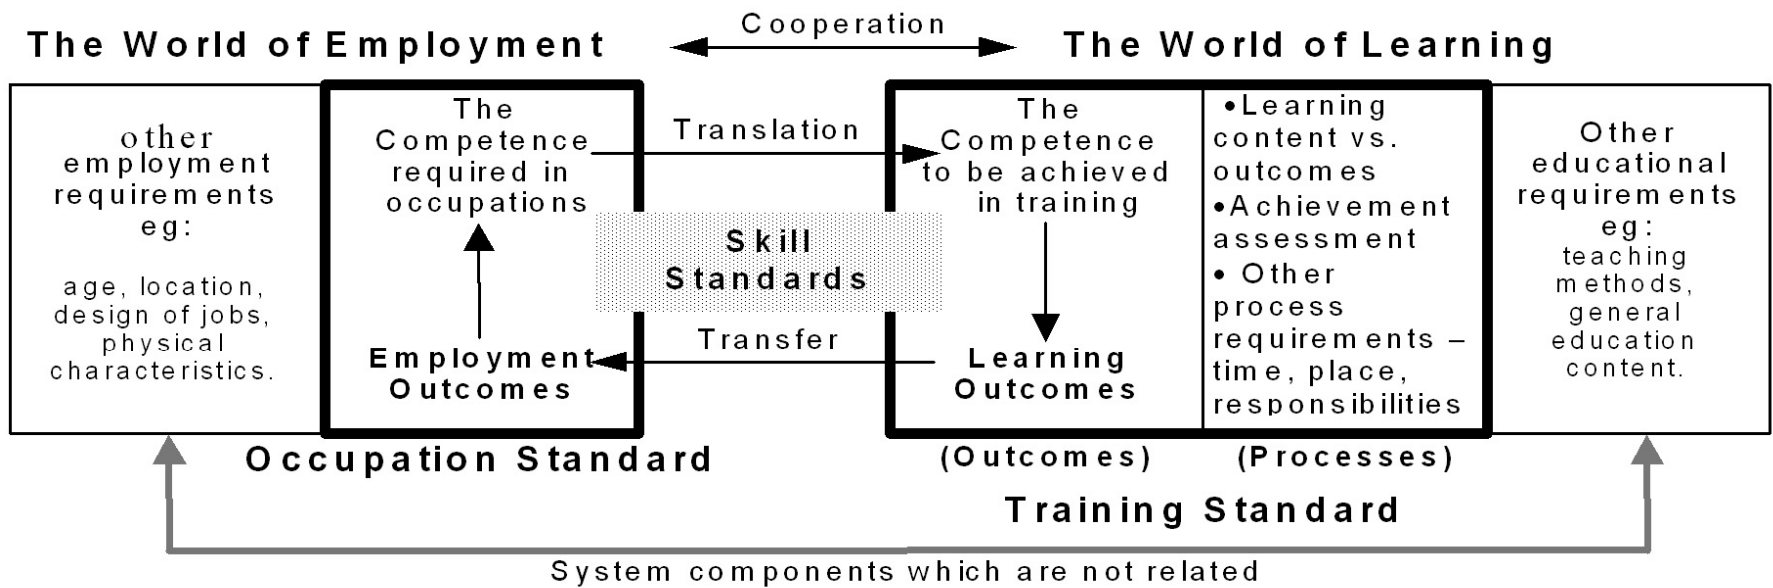 Cooperation
The World of Employment
The World of Learning
other
employment
requirements
eg:
age, location,
design of jobs,
physical
characteristics.
The
Competence
required in
occupations
Employment
Outcomes
Translation
Skill
Standards
Transfer
The
Competence
to be achieved
in training
Learning
Outcomes
•Learning
content vs.
outcomes
•Achievement
assessment
• Other
process
requirements –
time, place,
responsibilities
Other
educational
requirements
eg:
teaching
methods,
general
education
content.
Occupation Standard
(Outcomes)
(Processes)
Training Standard
System components which are not related